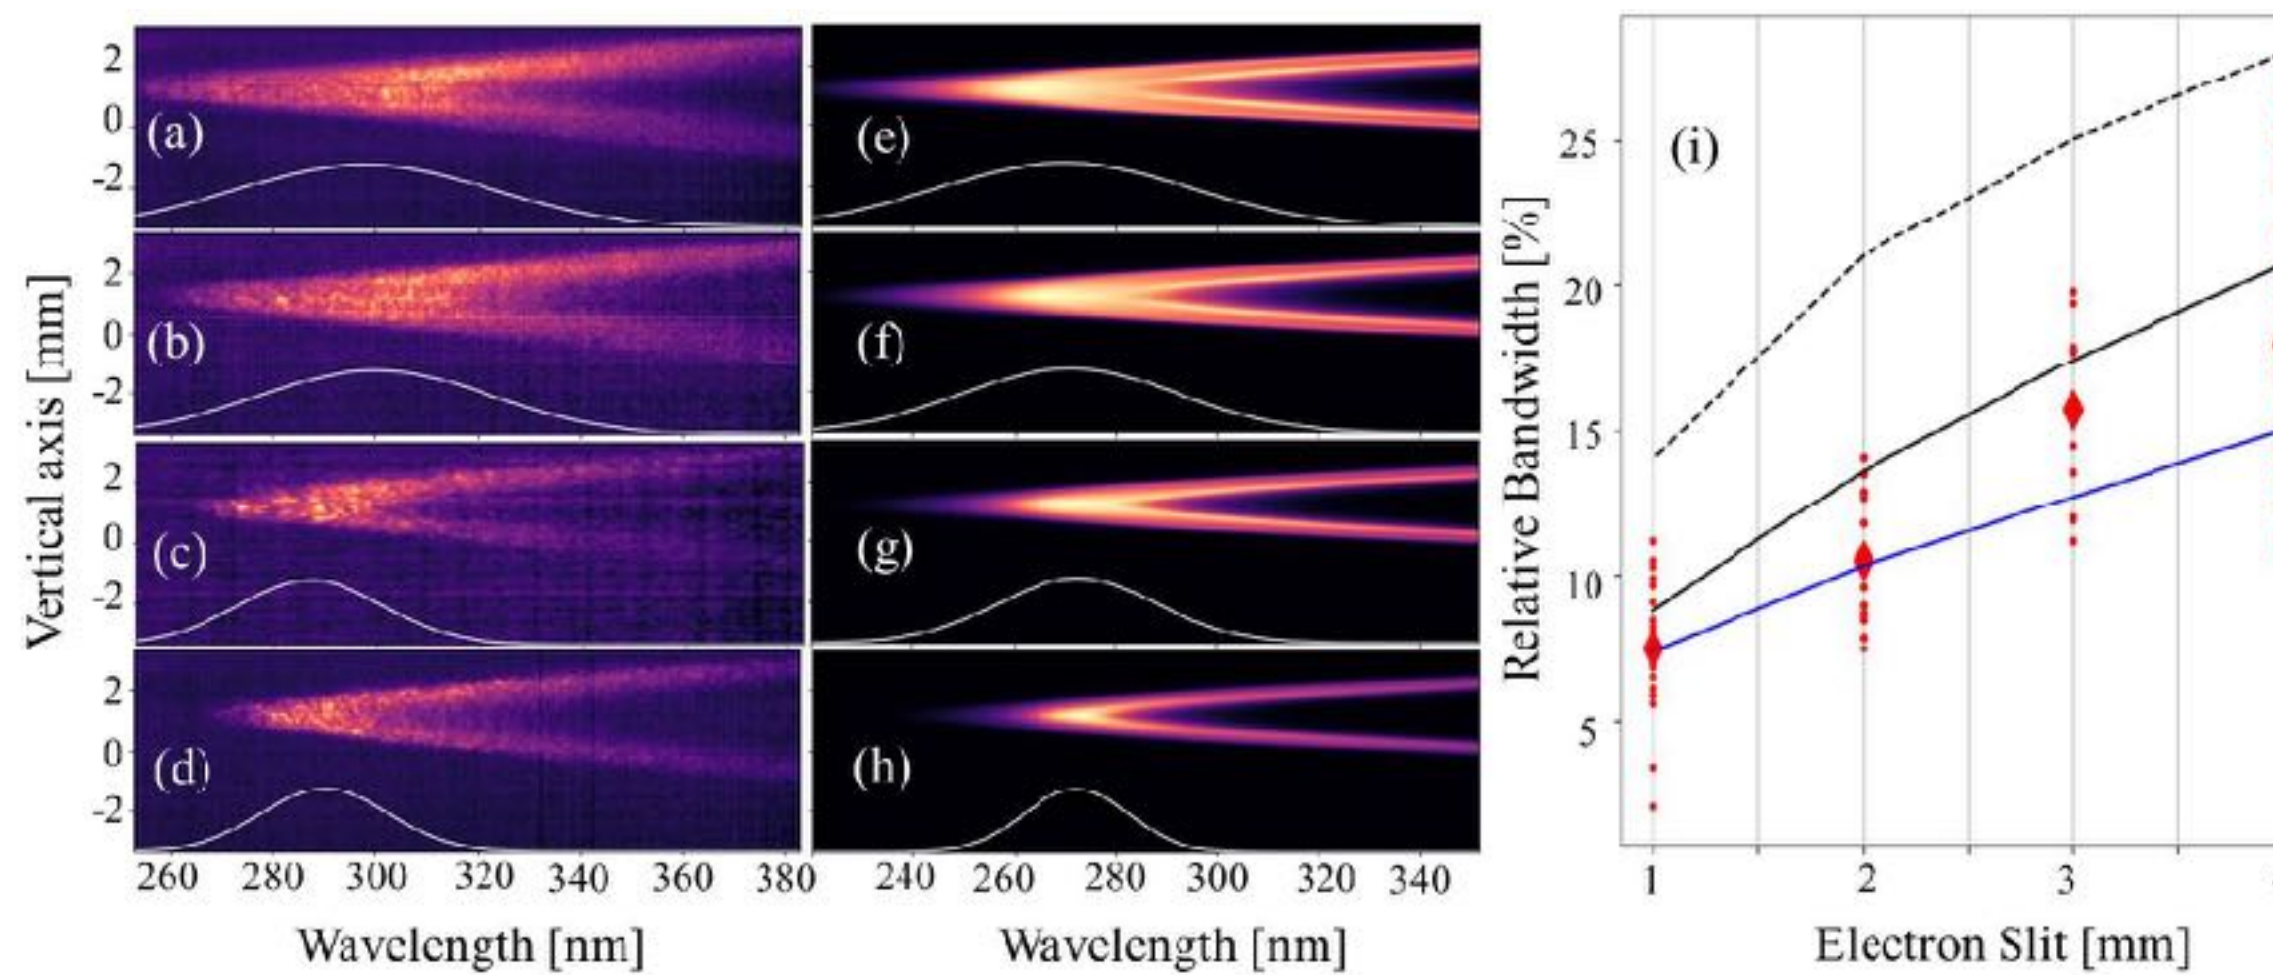 Vertical axis [mm]
2
0
-2
(a)
2
0
-2
(b)
2
0
-2
(c)
2
0
-2
(d)
260 280 300 320 340 360 380
Wavelength [nm]
(e)
(f)
(g)
(h)
240 260 280 300 320 340
Wavelength [nm]
Relative Bandwidth [%]
25
20
15
10
5
(i)
1 2 3
Electron Slit [mm]